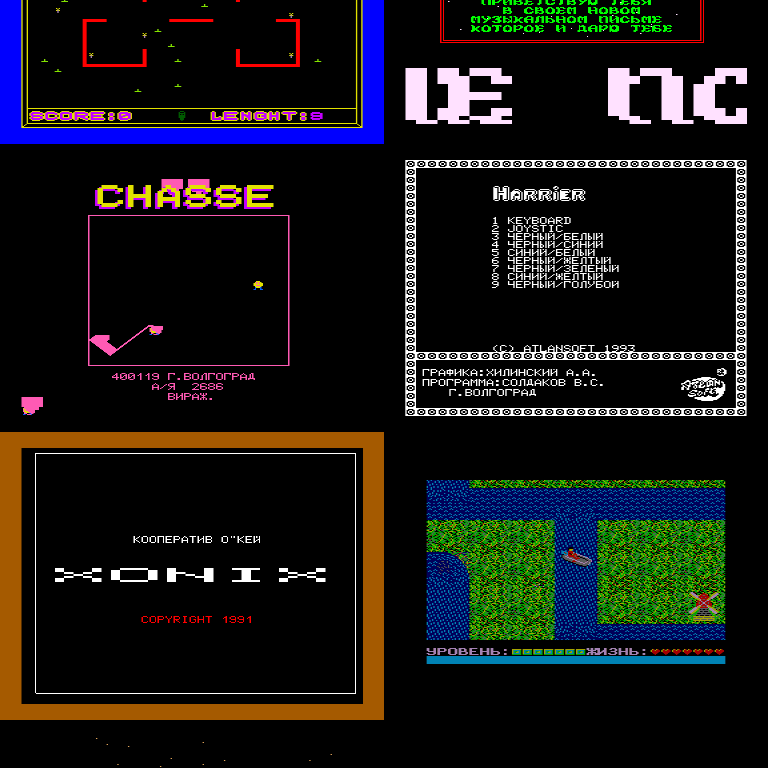 SCORE:0 LENGHT:9
ПРИВЕТСТВУЮ ТЕБЯ
В СВОЕМ НОВОМ
МУЗЫКАЛЬНОМ ПИСЬМЕ
КОТОРОЕ И ДАРЮ ТЕБЕ
CHASSE
400119 Г.ВОЛГОГРАД
А/Я 2686
ВИРАЖ.
HARRIER
1 KEYBOARD
2 JOYSTIC
3 ЧЕРНЫЙ/БЕЛЫЙ
4 ЧЕРНЫЙ/СИНИЙ
5 СИНИЙ/БЕЛЫЙ
6 ЧЕРНЫЙ/ЖЕЛТЫЙ
7 ЧЕРНЫЙ/ЗЕЛЕНЫЙ
8 СИНИЙ/ЖЕЛТЫЙ
9 ЧЕРНЫЙ/ГОЛУБОЙ
(C) ATLANSOFT 1993
ГРАФИКА:ХИЛИНСКИЙ А.А.
ПРОГРАММА:СОЛДАКОВ В.С.
Г.ВОЛГОГРАД
КООПЕРАТИВ О"КЕЙ
XONIX
COPYRIGHT 1991
УРОВЕНЬ: ЖИЗНЬ: